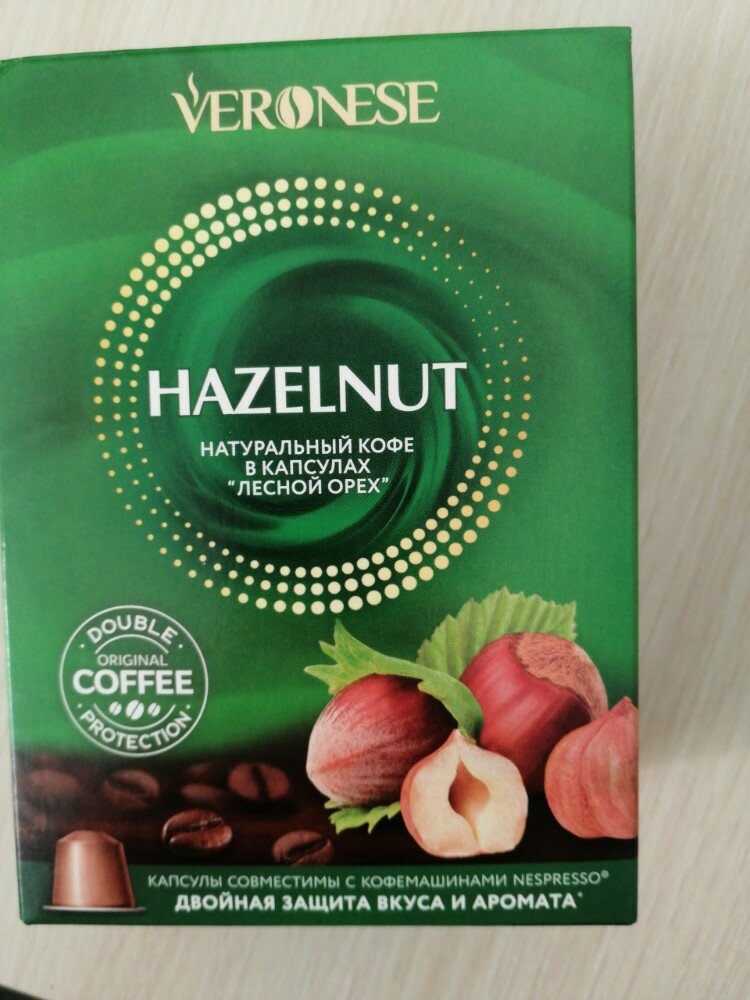 VERONESE
HAZELNUT
НАТУРАЛЬНЫЙ КОФЕ
В КАПСУЛАХ
"ЛЕСНОЙ ОРЕХ"
DOUBLE
ORIGINAL
COFFEE
PROTECTION
КАПСУЛЫ СОВМЕСТИМЫ С КОФЕМАШИНАМИ NESPRESSO®
ДВОЙНАЯ ЗАЩИТА ВКУСА И АРОМАТА*